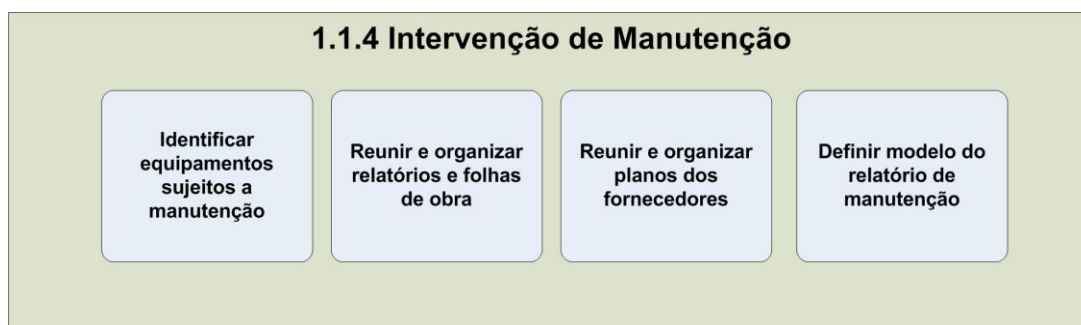 1.1.4 Intervenção de Manutenção
Identificar
equipamentos
sujeitos a
manutenção
Reunir e organizar
relatórios e folhas
de obra
Reunir e organizar
planos dos
fornecedores
Definir modelo do
relatório de
manutenção